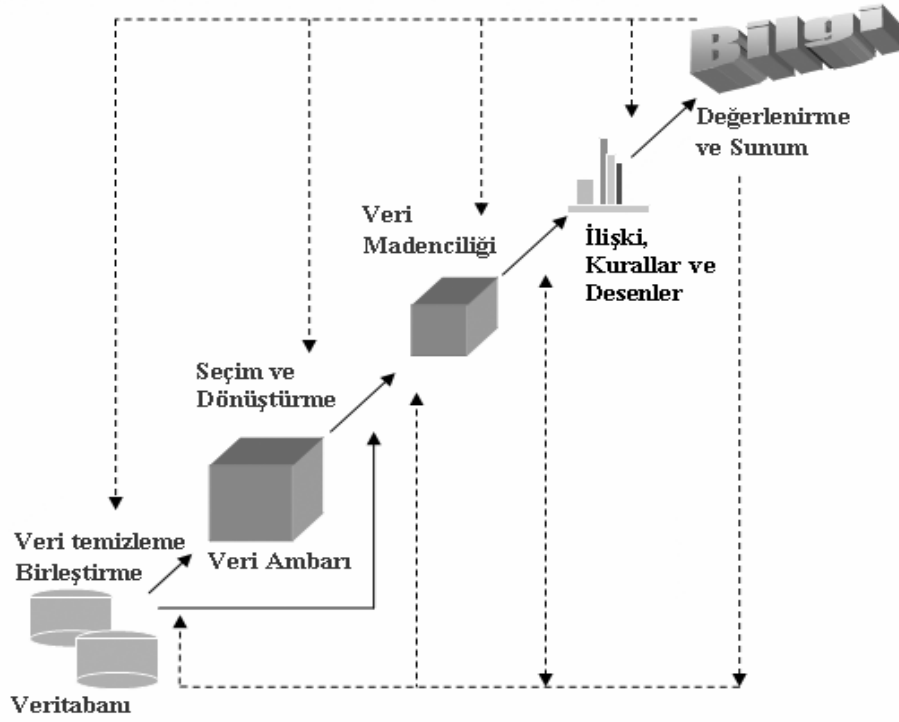 Bilgi
Değerlenirme
ve Sunum
Veri
Madenciliği
İlişki,
Kurallar ve
Desenler
Seçim ve
Dönüştürme
Veri temizleme
Birleştirme
Veri Ambarı
Veritabanı